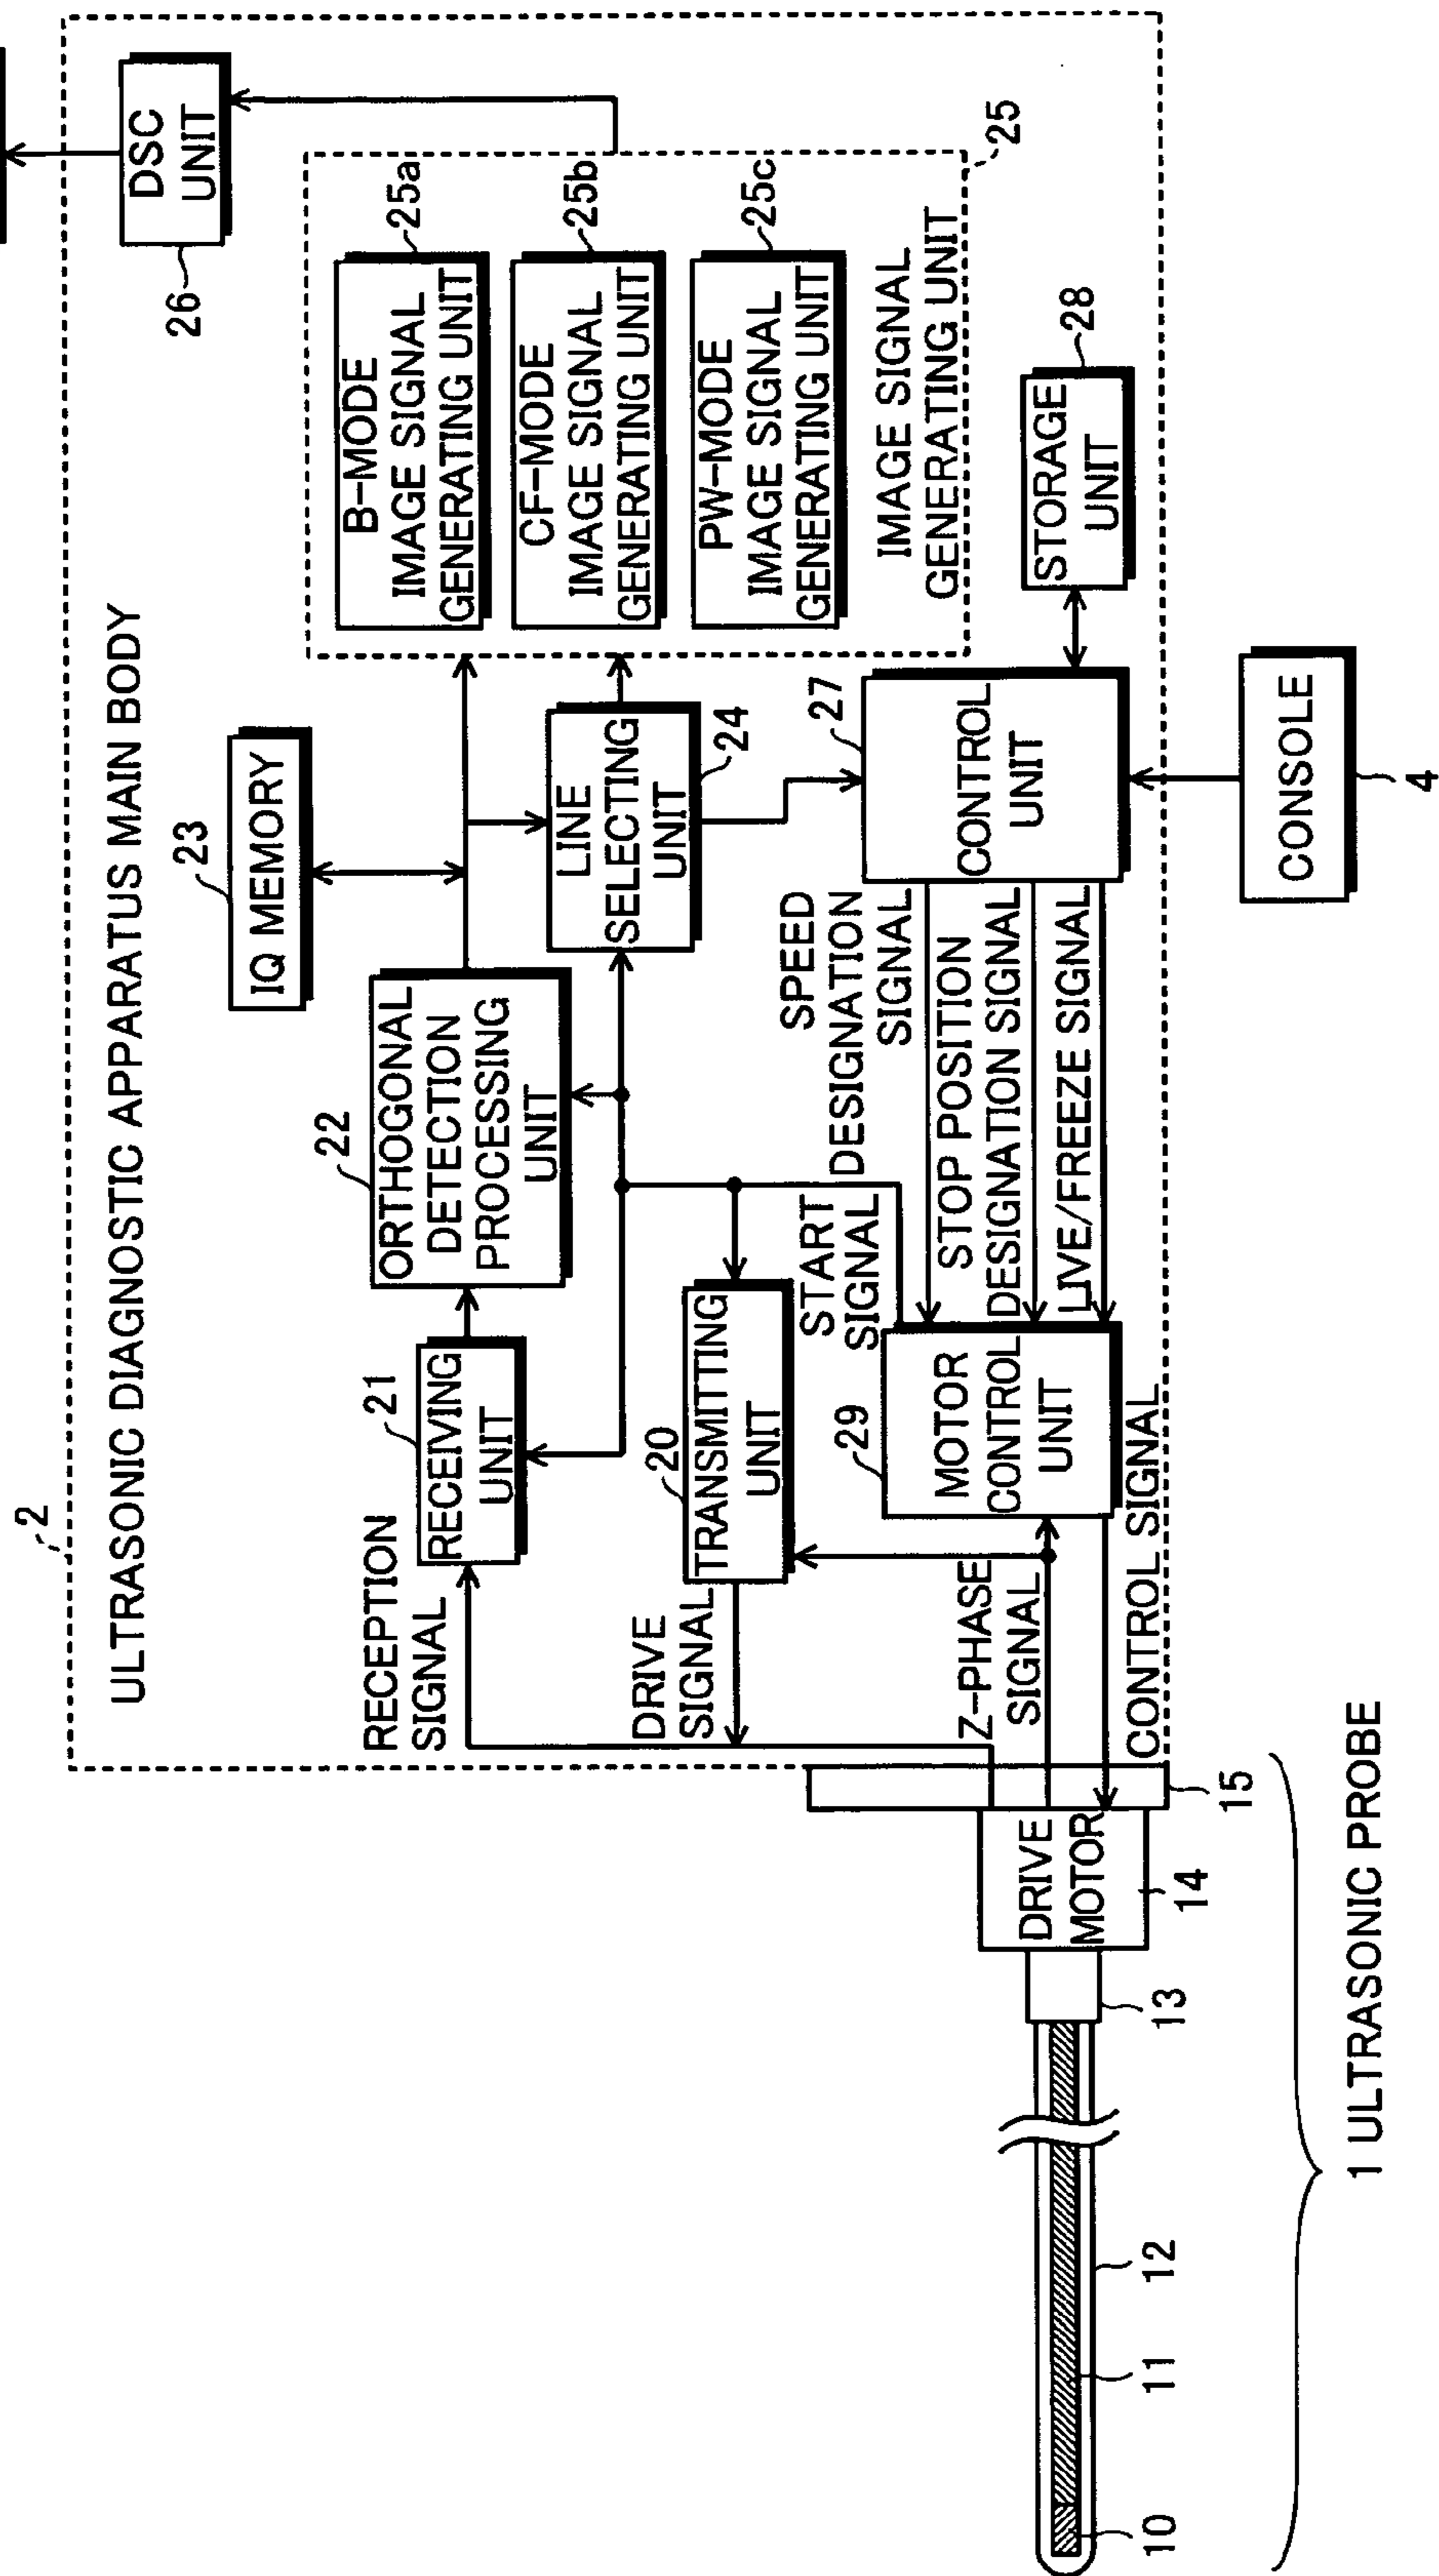 2
ULTRASONIC DIAGNOSTIC APPARATUS MAIN BODY
23
IQ MEMORY
26
DSC
UNIT
RECEPTION
SIGNAL
21
RECEIVING
UNIT
22
ORTHOGONAL
DETECTION
PROCESSING
UNIT
B-MODE
IMAGE SIGNAL
GENERATING UNIT
25a
CF-MODE
IMAGE SIGNAL
GENERATING UNIT
25b
PW-MODE
IMAGE SIGNAL
GENERATING UNIT
25c
IMAGE SIGNAL
GENERATING UNIT
25
LINE
SELECTING
UNIT
24
DRIVE
SIGNAL
20
TRANSMITTING
UNIT
START
SIGNAL
SPEED
DESIGNATION
SIGNAL
STOP POSITION
DESIGNATION SIGNAL
LIVE/FREEZE SIGNAL
27
CONTROL
UNIT
28
STORAGE
UNIT
Z-PHASE
SIGNAL
29
MOTOR
CONTROL
UNIT
CONTROL SIGNAL
CONSOLE
4
DRIVE
MOTOR
10
11
12
13
14
15
1 ULTRASONIC PROBE